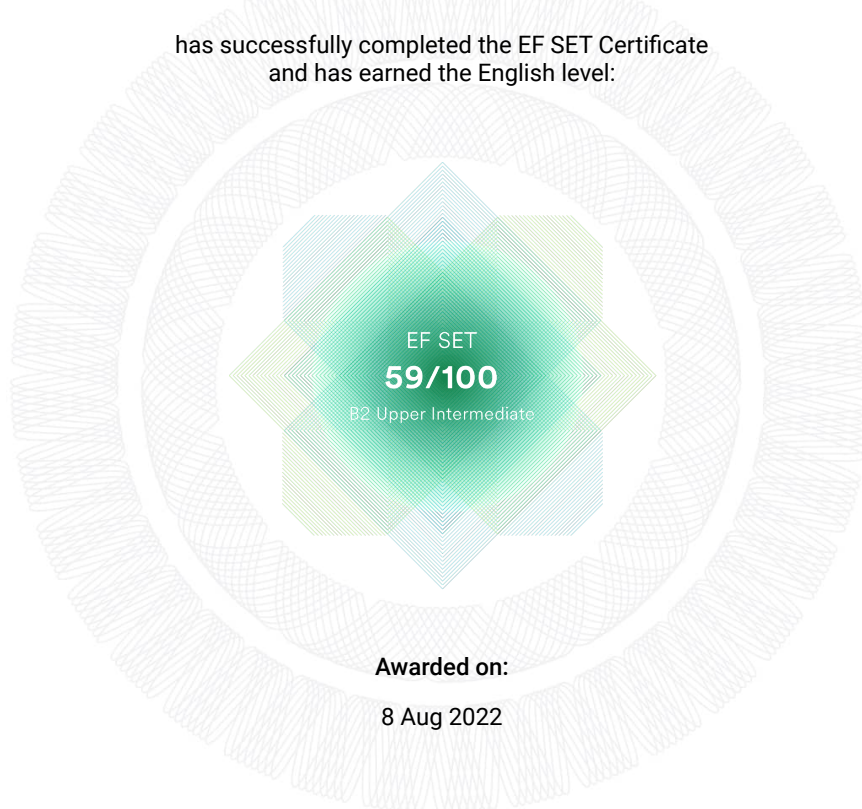 has successfully completed the EF SET Certificate
and has earned the English level:
EF SET
59/100
B2 Upper Intermediate
Awarded on:
8 Aug 2022